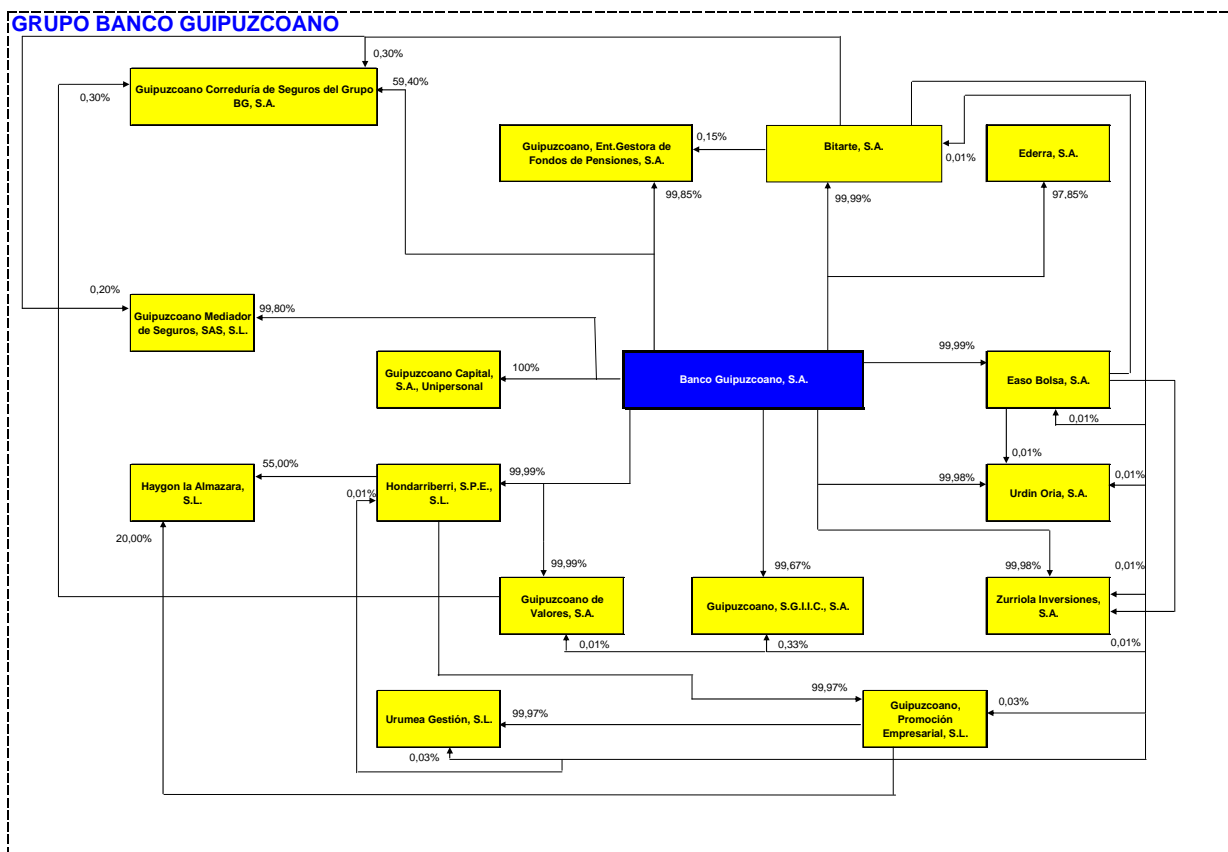 GRUPO BANCO GUIPUZCOANO
0,30%
59,40%
0,30%
Guipuzcoano Correduría de Seguros del Grupo
BG, S.A.
Guipuzcoano, Ent.Gestora de
Fondos de Pensiones, S.A.
0,15%
Bitarte, S.A.
0,01%
Ederra, S.A.
99,85%
99,99%
97,85%
0,20%
Guipuzcoano Mediador
de Seguros, SAS, S.L.
99,80%
Guipuzcoano Capital,
S.A., Unipersonal
100%
Banco Guipuzcoano, S.A.
99,99%
Easo Bolsa, S.A.
0,01%
0,01%
Haygon la Almazara,
S.L.
55,00%
0,01%
Hondarriberri, S.P.E.,
S.L.
99,99%
99,98%
Urdin Oria, S.A.
0,01%
20,00%
99,99%
99,67%
99,98%
0,01%
Guipuzcoano de
Valores, S.A.
Guipuzcoano, S.G.I.I.C., S.A.
Zurriola Inversiones,
S.A.
0,01%
0,33%
0,01%
99,97%
Urumea Gestión, S.L.
99,97%
Guipuzcoano,
Promoción
Empresarial, S.L.
0,03%
0,03%